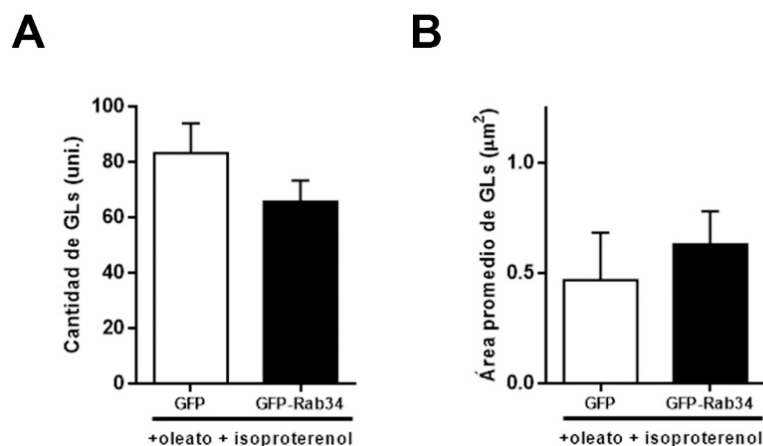 A
Cantidad de GLs (uni.)
100
80
60
40
20
0
GFP
GFP-Rab34
+oleato + isoproterenol
B
Área promedio de GLs (µm²)
1.0
0.5
0.0
GFP
GFP-Rab34
+oleato + isoproterenol